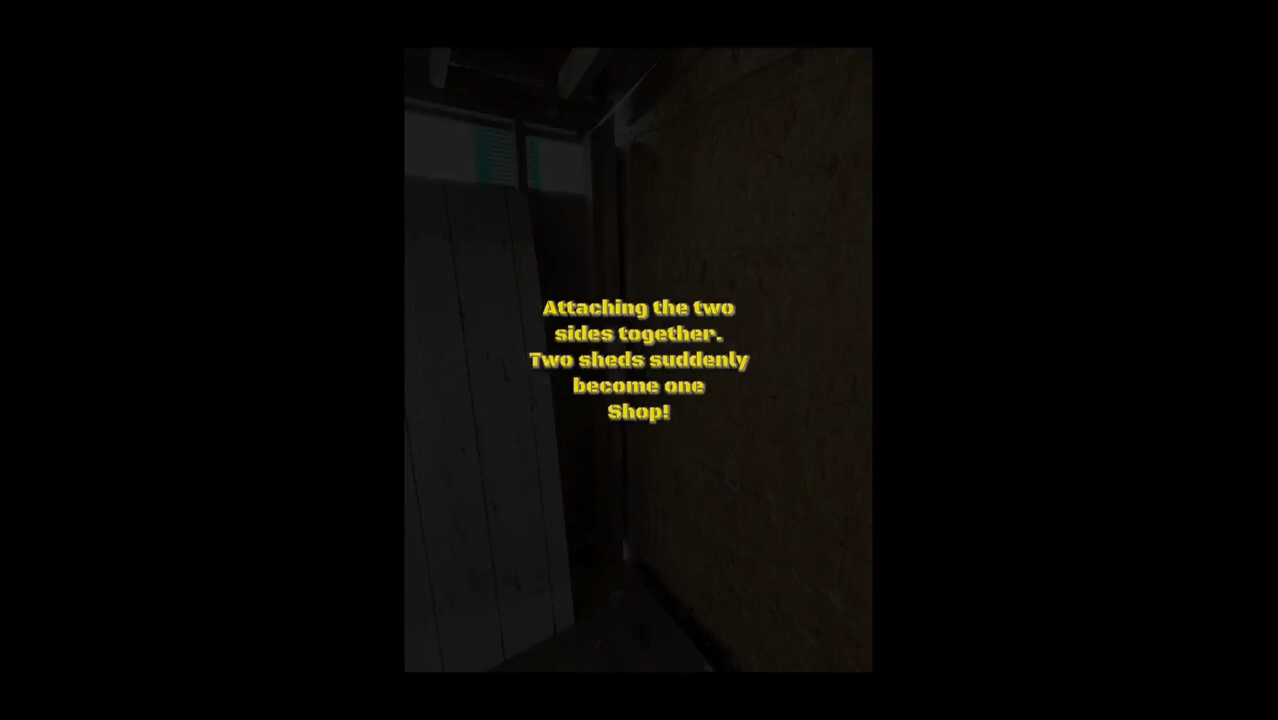 Attaching the two
sides together.
Two sheds suddenly
become one
Shop!